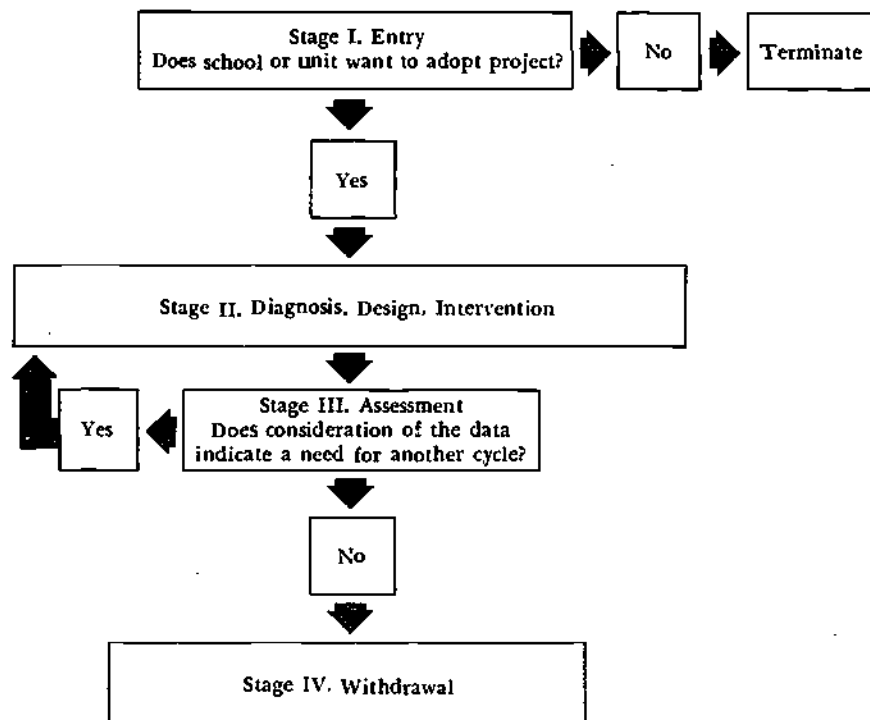 Stage I. Entry
Does school or unit want to adopt project?
No
Terminate
Yes
Stage II. Diagnosis. Design, Intervention
Stage III. Assessment
Does consideration of the data
indicate a need for another cycle?
Yes
No
Stage IV. Withdrawal